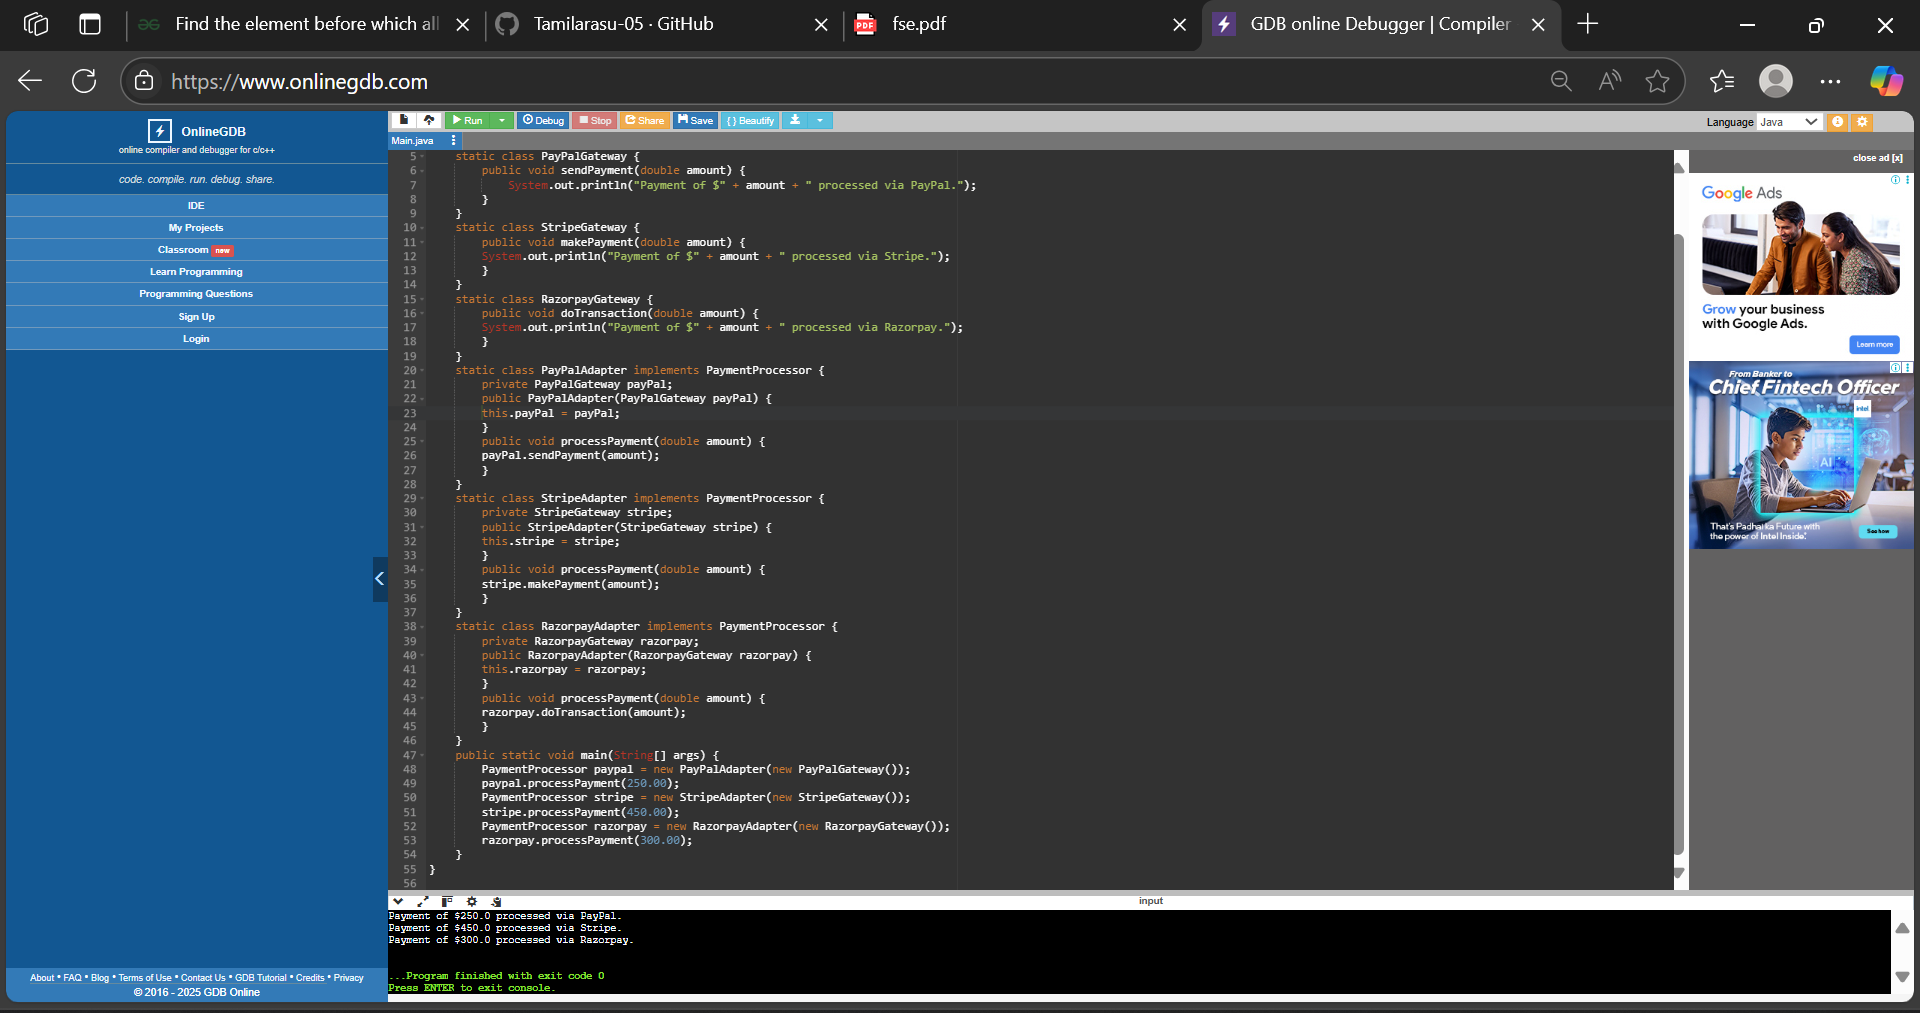 Find the element before which all
Tamilarasu-05 · GitHub
fse.pdf
GDB online Debugger | Compiler
https://www.onlinegdb.com
OnlineGDB
online compiler and debugger for c/c++
code. compile. run. debug. share.
IDE
My Projects
Classroom new
Learn Programming
Programming Questions
Sign Up
Login
About • FAQ • Blog • Terms of Use • Contact Us • GDB Tutorial • Credits • Privacy
© 2016 - 2025 GDB Online
Run Debug Stop Share Save { } Beautify
Language Java
Main.java
5 static class PayPalGateway {
6 public void sendPayment(double amount) {
7 System.out.println("Payment of $" + amount + " processed via PayPal.");
8 }
9 }
10 static class StripeGateway {
11 public void makePayment(double amount) {
12 System.out.println("Payment of $" + amount + " processed via Stripe.");
13 }
14 }
15 static class RazorpayGateway {
16 public void doTransaction(double amount) {
17 System.out.println("Payment of $" + amount + " processed via Razorpay.");
18 }
19 }
20 static class PayPalAdapter implements PaymentProcessor {
21 private PayPalGateway payPal;
22 public PayPalAdapter(PayPalGateway payPal) {
23 this.payPal = payPal;
24 }
25 public void processPayment(double amount) {
26 payPal.sendPayment(amount);
27 }
28 }
29 static class StripeAdapter implements PaymentProcessor {
30 private StripeGateway stripe;
31 public StripeAdapter(StripeGateway stripe) {
32 this.stripe = stripe;
33 }
34 public void processPayment(double amount) {
35 stripe.makePayment(amount);
36 }
37 }
38 static class RazorpayAdapter implements PaymentProcessor {
39 private RazorpayGateway razorpay;
40 public RazorpayAdapter(RazorpayGateway razorpay) {
41 this.razorpay = razorpay;
42 }
43 public void processPayment(double amount) {
44 razorpay.doTransaction(amount);
45 }
46 }
47 public static void main(String[] args) {
48 PaymentProcessor paypal = new PayPalAdapter(new PayPalGateway());
49 paypal.processPayment(250.00);
50 PaymentProcessor stripe = new StripeAdapter(new StripeGateway());
51 stripe.processPayment(450.00);
52 PaymentProcessor razorpay = new RazorpayAdapter(new RazorpayGateway());
53 razorpay.processPayment(300.00);
54 }
55 }
56
input
Payment of $250.0 processed via PayPal.
Payment of $450.0 processed via Stripe.
Payment of $300.0 processed via Razorpay.
...Program finished with exit code 0
Press ENTER to exit console.
close ad [x]
Google Ads
Grow your business
with Google Ads.
Learn more
From Banker to
Chief Fintech Officer
intel
AI
That's Padhai ka Future with
the power of Intel Inside.
See how